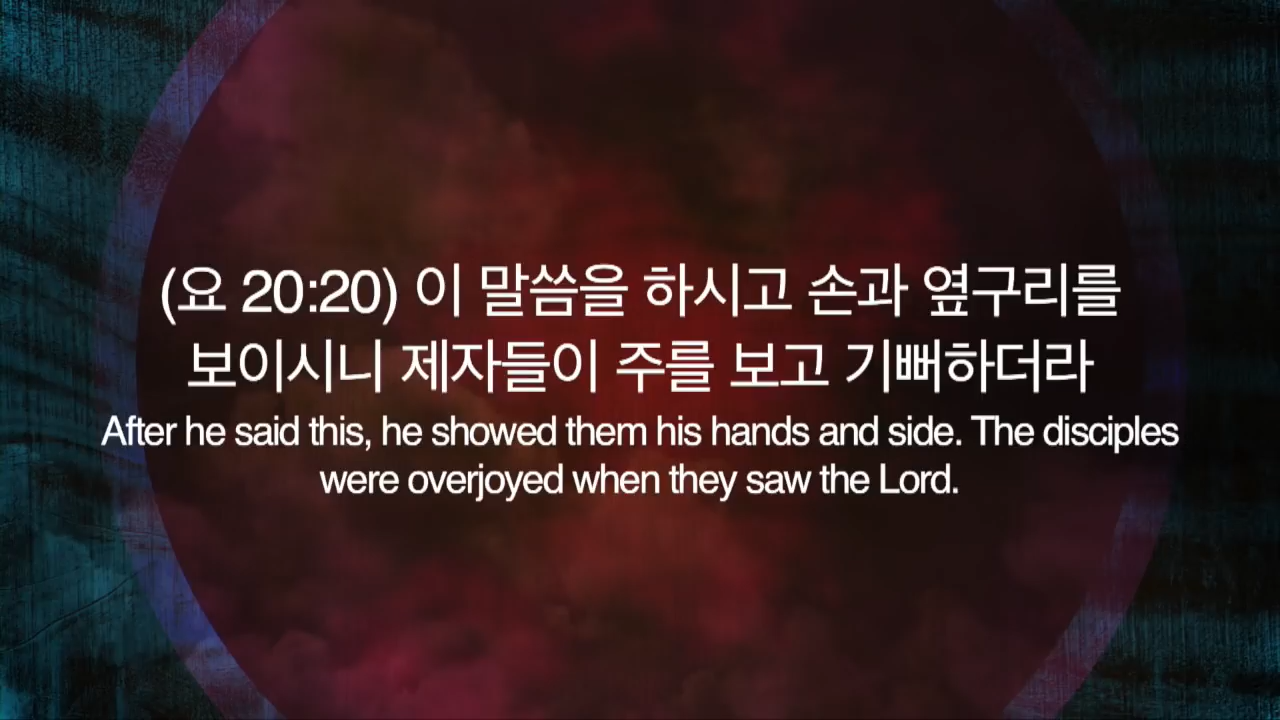 (요 20:20) 이 말씀을 하시고 손과 옆구리를
보이시니 제자들이 주를 보고 기뻐하더라
After he said this, he showed them his hands and side. The disciples
were overjoyed when they saw the Lord.